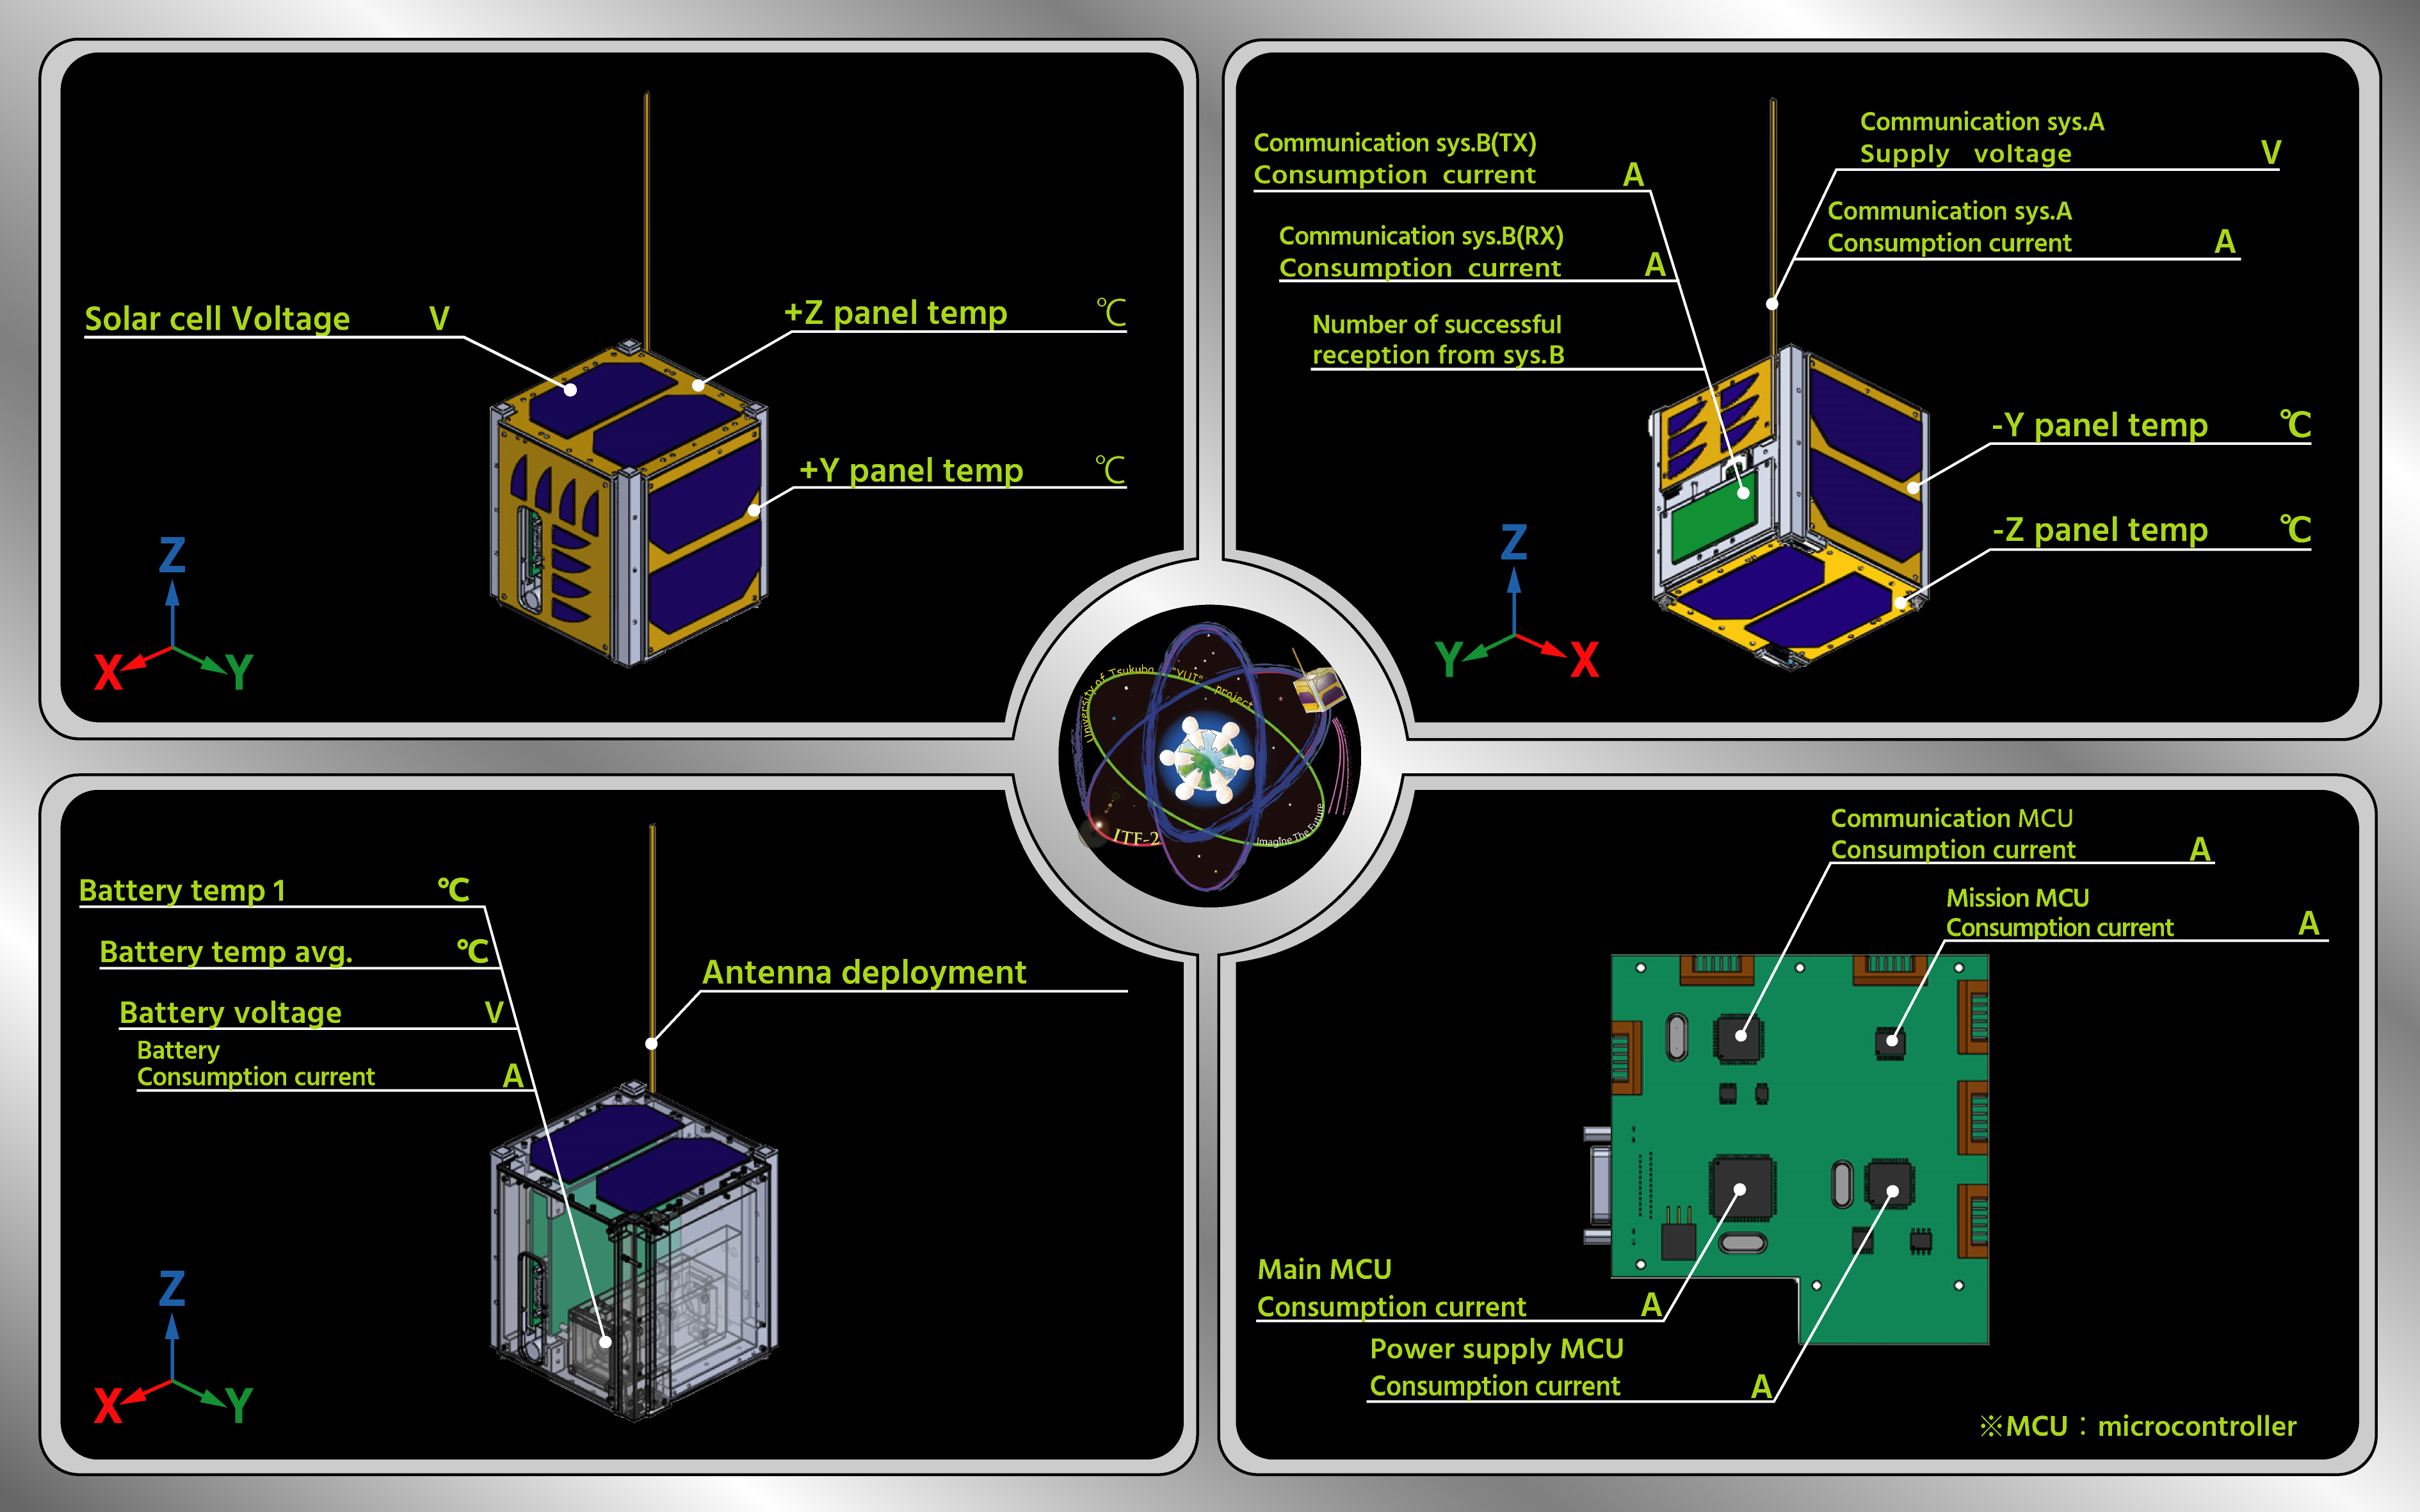 Solar cell Voltage V
+Z panel temp ℃
+Y panel temp ℃
Z
X
Y
Communication sys.B(TX)
Consumption current A
Communication sys.B(RX)
Consumption current A
Number of successful
reception from sys.B
Communication sys.A
Supply voltage V
Communication sys.A
Consumption current A
-Y panel temp ℃
-Z panel temp ℃
Z
Y
X
University of Tsukuba "YUI" project
ITF-2
Imagine The Future
Battery temp 1 ℃
Battery temp avg. ℃
Battery voltage V
Battery
Consumption current A
Antenna deployment
Z
X
Y
Communication MCU
Consumption current A
Mission MCU
Consumption current A
Main MCU
Consumption current A
Power supply MCU
Consumption current A
※MCU：microcontroller